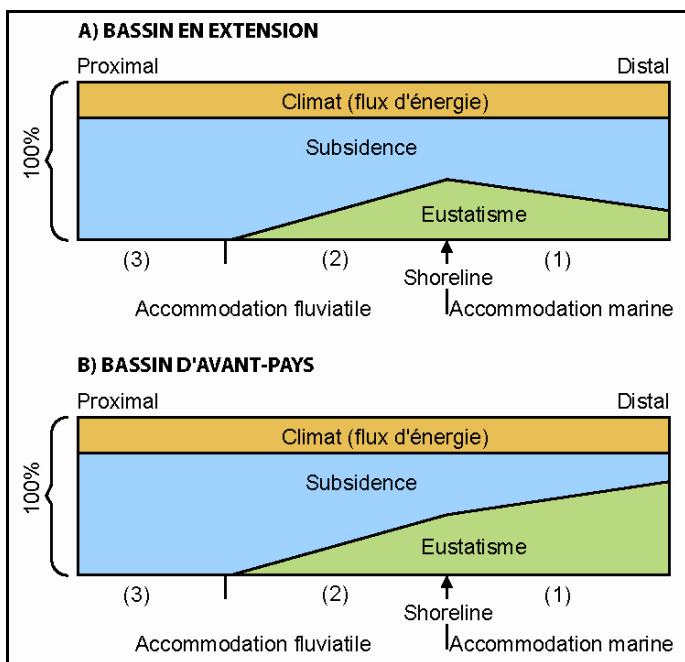 A) BASSIN EN EXTENSION
Proximal Distal
100%
Climat (flux d'énergie)
Subsidence
Eustatisme
(3) (2) (1)
Shoreline
Accommodation fluviatile Accommodation marine
B) BASSIN D'AVANT-PAYS
Proximal Distal
100%
Climat (flux d'énergie)
Subsidence
Eustatisme
(3) (2) (1)
Shoreline
Accommodation fluviatile Accommodation marine